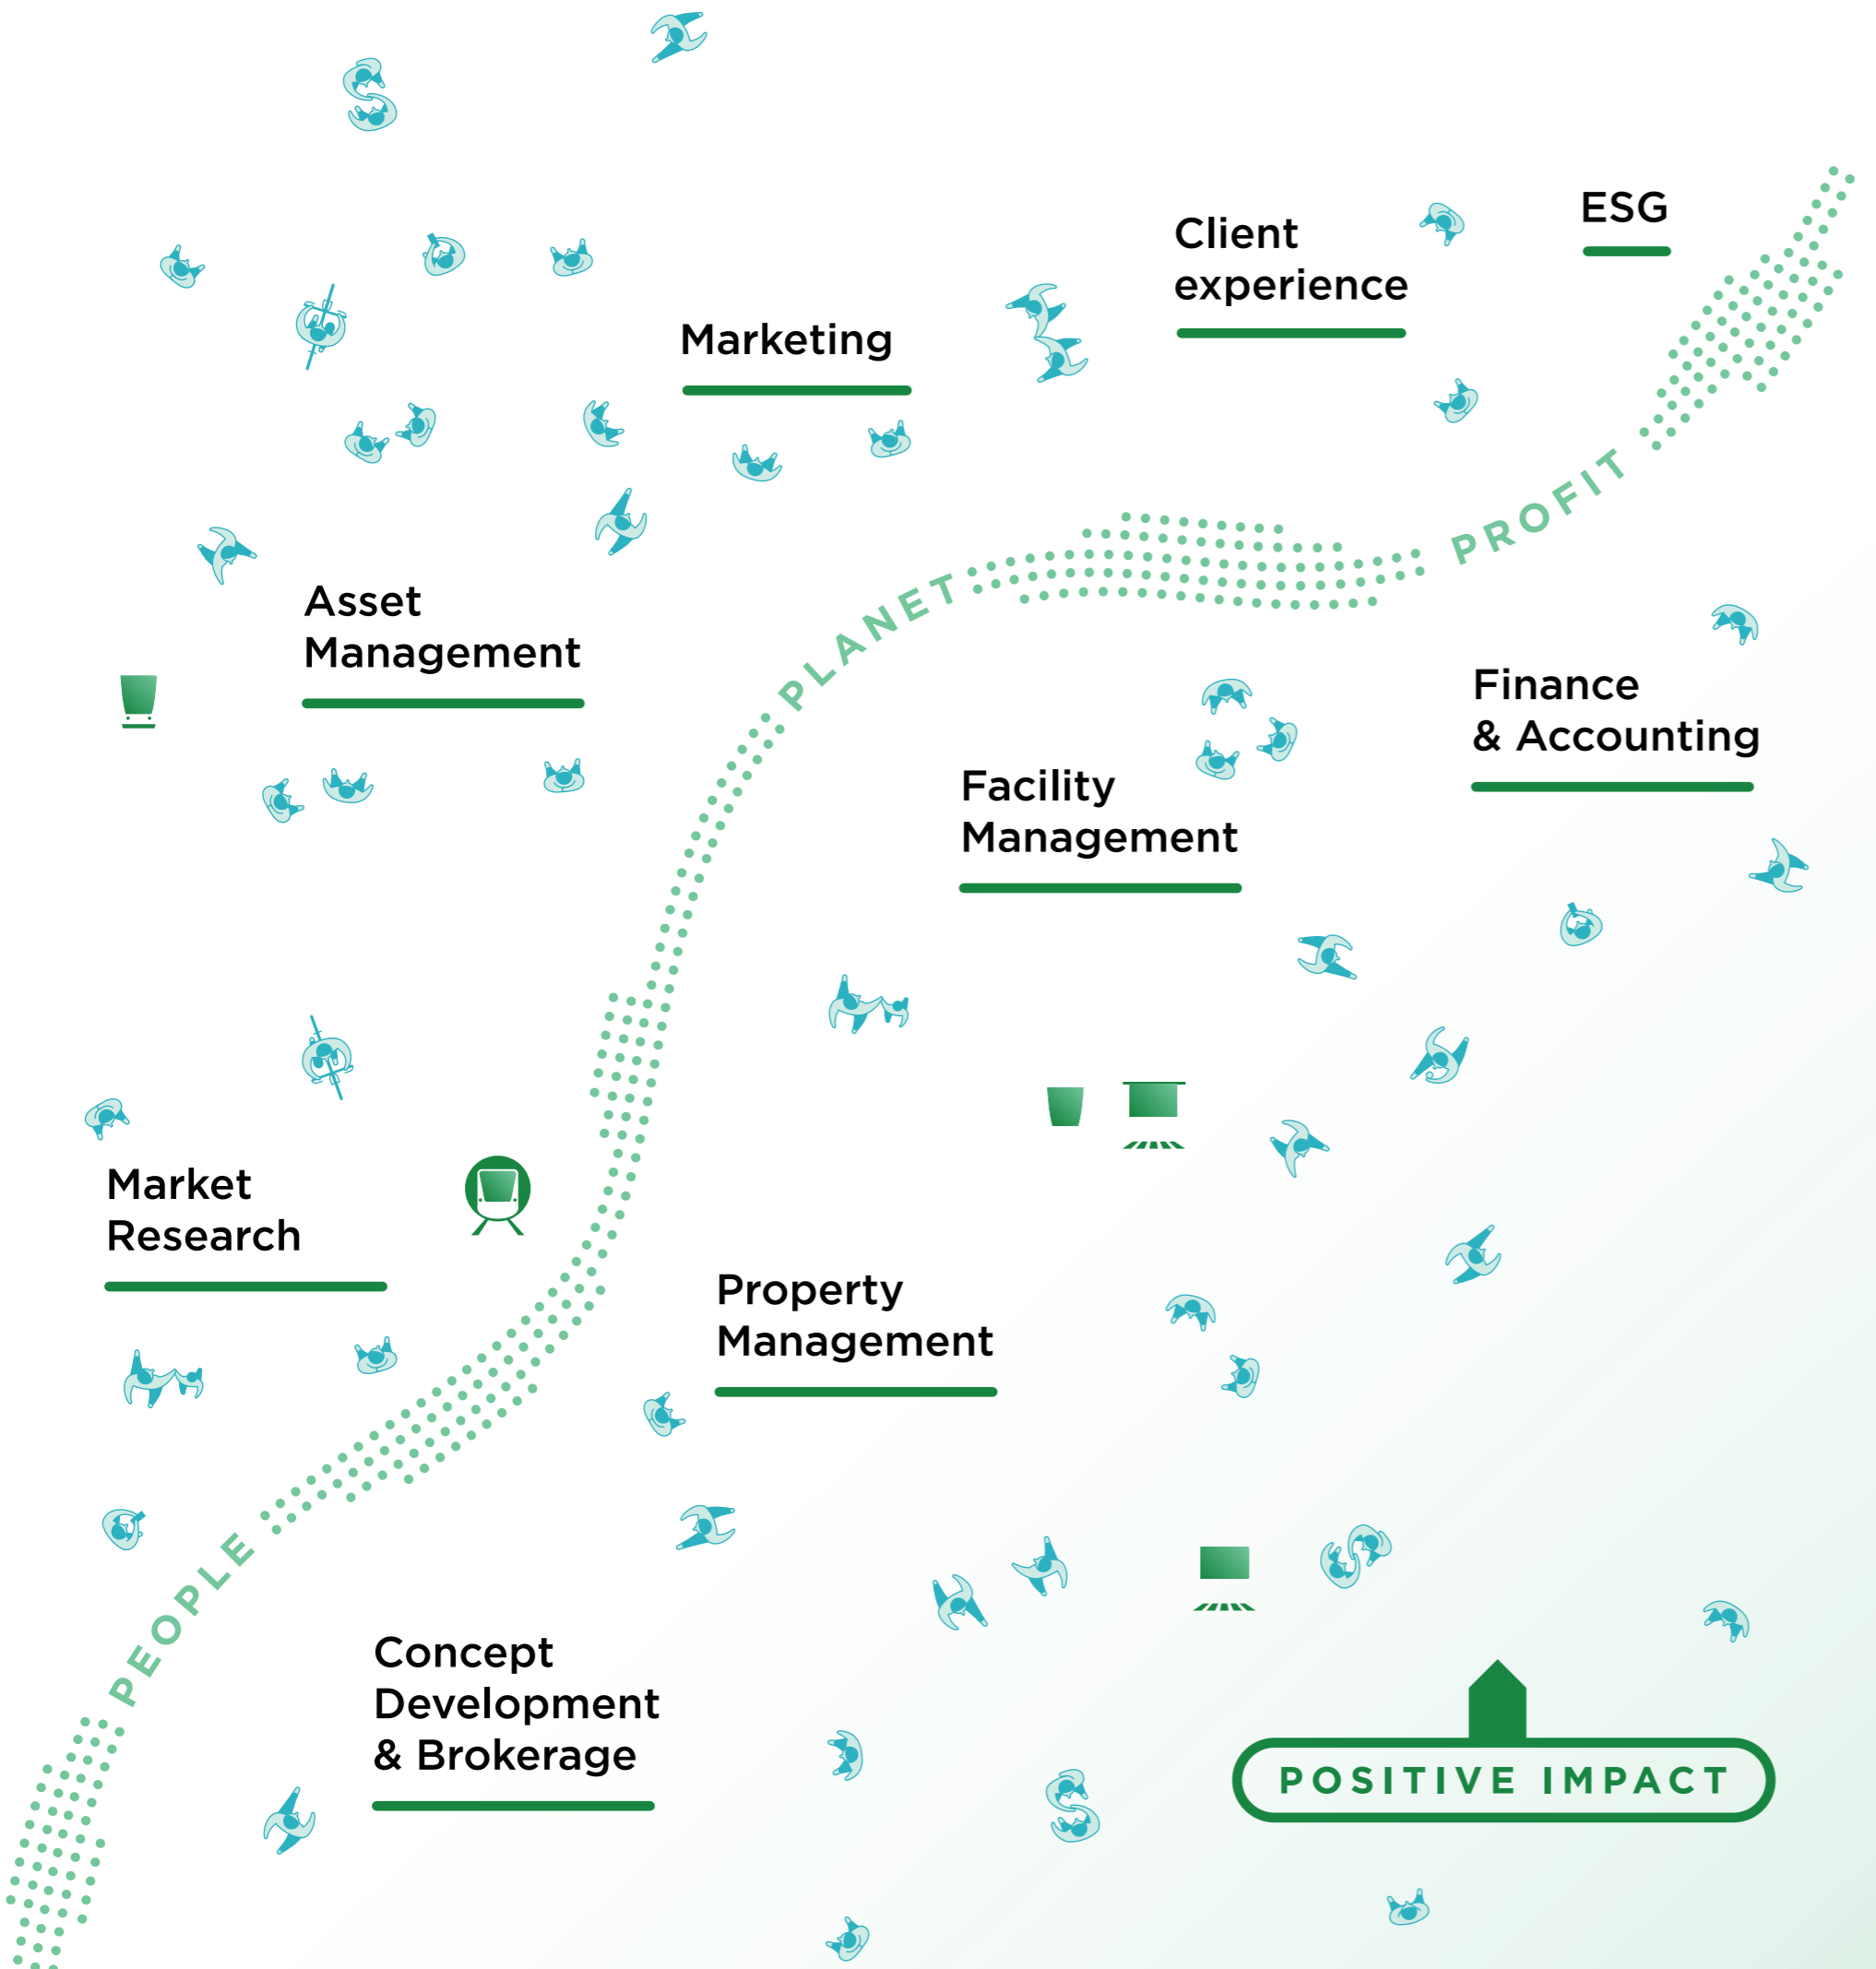 ESG
Client
experience
Marketing
PROFIT
PLANET
Asset
Management
Finance
& Accounting
Facility
Management
Market
Research
Property
Management
PEOPLE
Concept
Development
& Brokerage
POSITIVE IMPACT